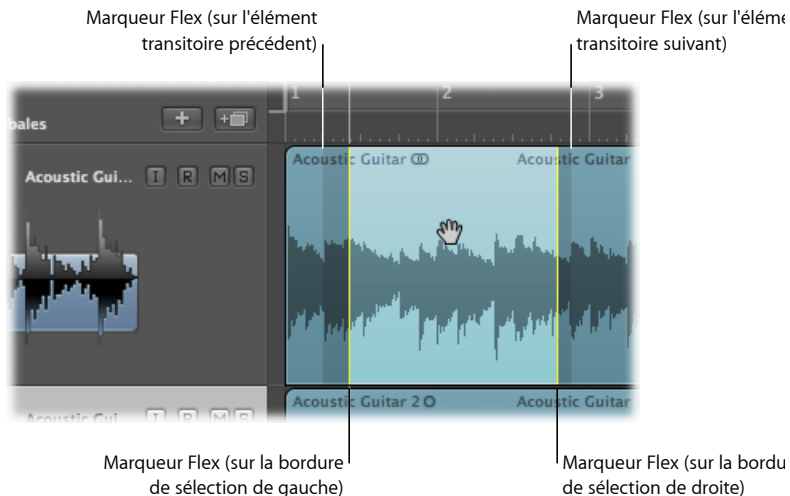 Marqueur Flex (sur l'élément
transitoire précédent)
Marqueur Flex (sur
transitoire suivant)
1 2 3
bales
Acoustic Gui... I R M S
Acoustic Guitar
Acoustic Guitar
Acoustic Gui I R M S
Acoustic Guitar 2
Acoustic Guitar
Marqueur Flex (sur la bordure
de sélection de gauche)
Marqueur Flex (sur la
de sélection de droite)